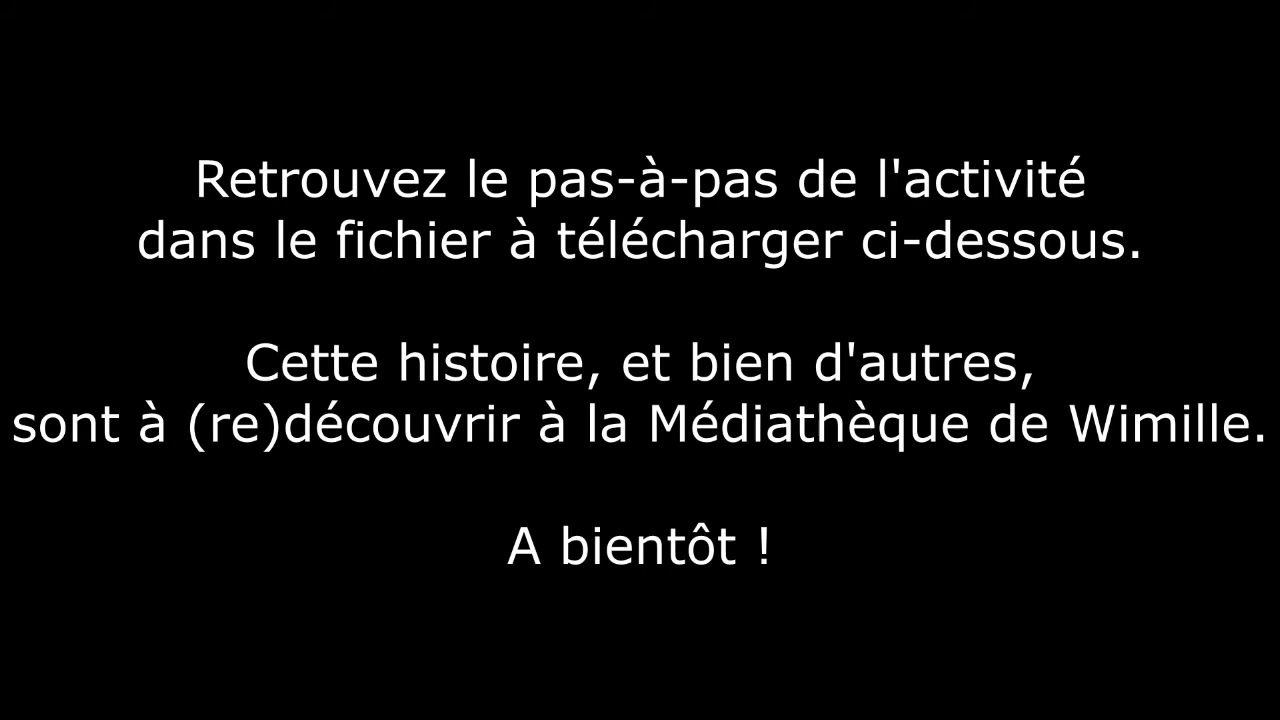 Retrouvez le pas-à-pas de l'activité
dans le fichier à télécharger ci-dessous.
Cette histoire, et bien d'autres,
sont à (re)découvrir à la Médiathèque de Wimille.
A bientôt !